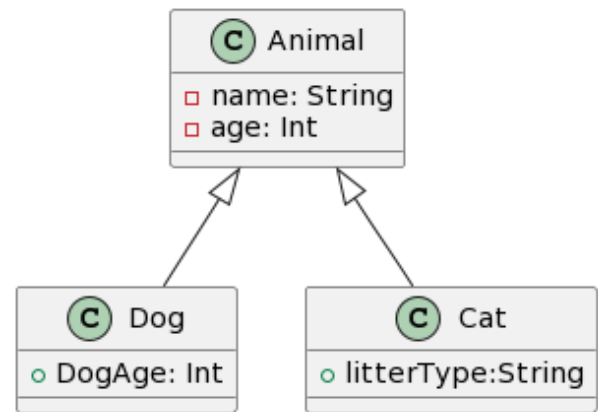 C Animal
name: String
age: Int
C Dog
DogAge: Int
C Cat
litterType:String